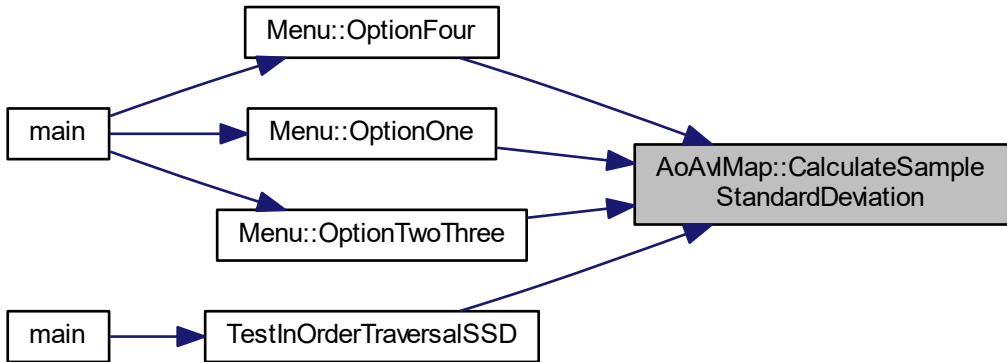 Menu::OptionFour
main
Menu::OptionOne
AoAvlMap::CalculateSample
StandardDeviation
Menu::OptionTwoThree
main
TestInOrderTraversalSSD